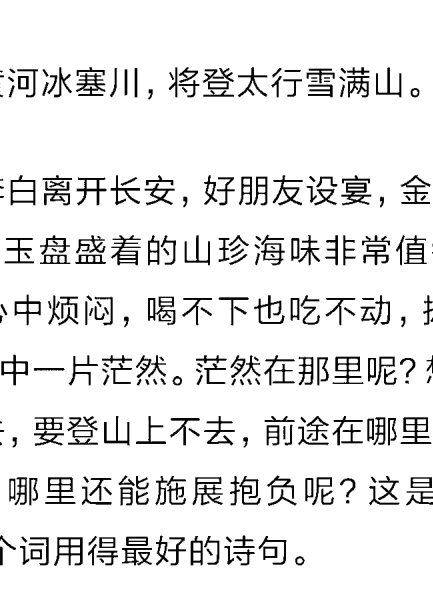 黄河冰塞川，将登太行雪满山。
李白离开长安，好朋友设宴，金
玉盘盛着的山珍海味非常值
心中烦闷，喝不下也吃不动，
中一片茫然。茫然在那里呢？
去，要登山上不去，前途在哪里
哪里还能施展抱负呢？这是
个词用得最好的诗句。